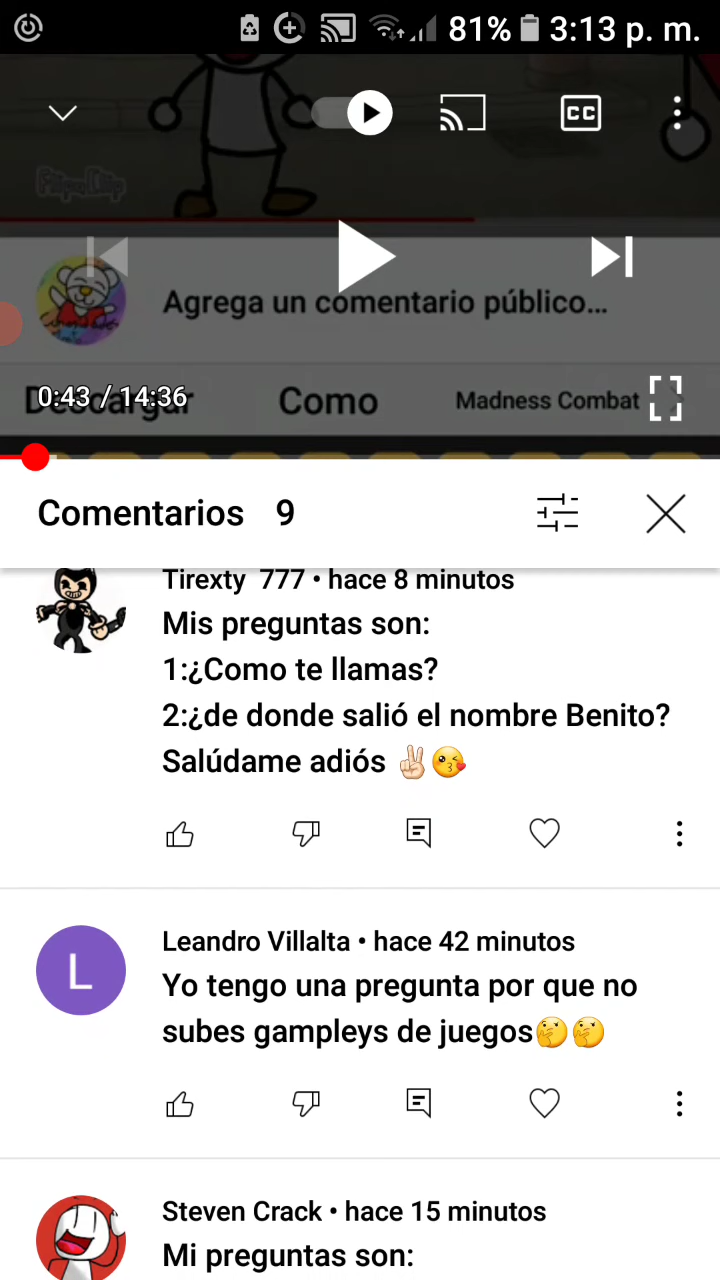 81% 3:13 p. m.
CC
FlipaClip
Agrega un comentario público...
0:43 / 14:36
Descargar
Como
Madness Combat
Comentarios 9
Tirexty 777 • hace 8 minutos
Mis preguntas son:
1:¿Como te llamas?
2:¿de donde salió el nombre Benito?
Salúdame adiós ✌🏻😘
L
Leandro Villalta • hace 42 minutos
Yo tengo una pregunta por que no
subes gampleys de juegos🤔🤔
Steven Crack • hace 15 minutos
Mi preguntas son: